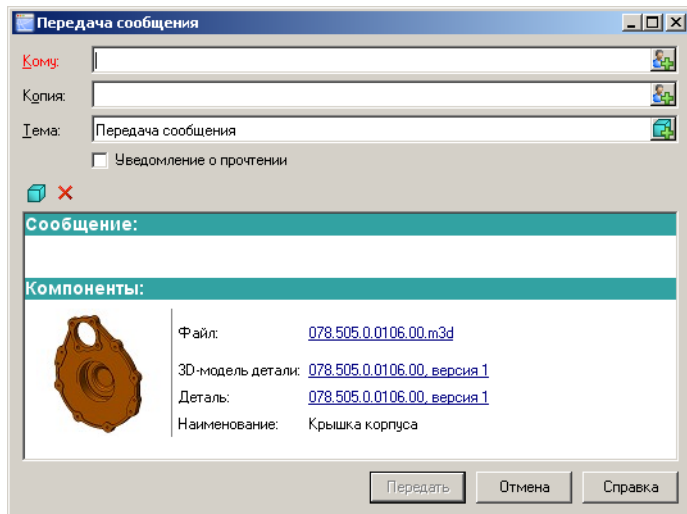 Передача сообщения
Кому:
Копия:
Тема: Передача сообщения
Уведомление о прочтении
Сообщение:
Компоненты:
Файл: 078.505.0.0106.00.m3d
3D-модель детали: 078.505.0.0106.00, версия 1
Деталь: 078.505.0.0106.00, версия 1
Наименование: Крышка корпуса
Передать Отмена Справка